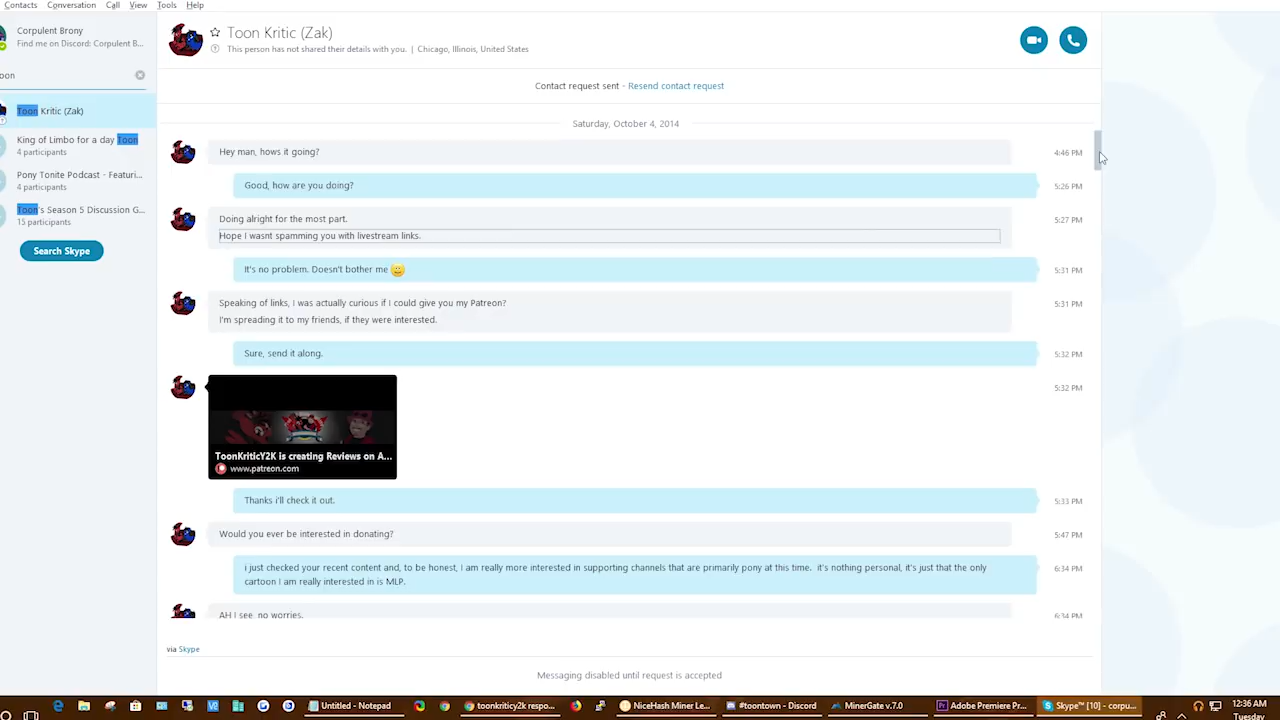 Contacts Conversation Call View Tools Help
Corpulent Brony
Find me on Discord: Corpulent B...
oon
Toon Kritic (Zak)
King of Limbo for a day Toon
4 participants
Pony Tonite Podcast - Featuri...
4 participants
Toon's Season 5 Discussion G...
15 participants
Search Skype
Toon Kritic (Zak)
This person has not shared their details with you. | Chicago, Illinois, United States
Contact request sent - Resend contact request
Saturday, October 4, 2014
Hey man, hows it going? 4:46 PM
Good, how are you doing? 5:26 PM
Doing alright for the most part. 5:27 PM
Hope I wasnt spamming you with livestream links.
It's no problem. Doesn't bother me 5:31 PM
Speaking of links, I was actually curious if I could give you my Patreon? 5:31 PM
I'm spreading it to my friends, if they were interested.
Sure, send it along. 5:32 PM
5:32 PM
ToonKriticY2K is creating Reviews on A...
www.patreon.com
Thanks i'll check it out. 5:33 PM
Would you ever be interested in donating? 5:47 PM
i just checked your recent content and, to be honest, I am really more interested in supporting channels that are primarily pony at this time. it's nothing personal, it's just that the only 6:34 PM
cartoon I am really interested in is MLP.
AH I see, no worries. 6:34 PM
via Skype
Messaging disabled until request is accepted
Untitled - Notepad
toonkriticy2k respo...
NiceHash Miner Le...
#toontown - Discord
MinerGate v.7.0
Adobe Premiere Pr...
Skype™ [10] - corpu...
12:36 AM
Tuesday